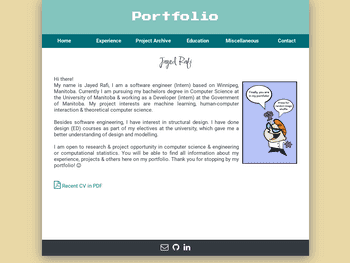 Portfolio
Home Experience Project Archive Education Miscellaneous Contact
Jayed Rafi
Hi there!
My name is Jayed Rafi, I am a software engineer (Intern) based on Winnipeg,
Manitoba. Currently I am pursuing my bachelors degree in Computer Science at
the University of Manitoba & working as a Developer (Intern) at the Government
of Manitoba. My project interests are machine learning, human-computer
interaction & theoretical computer science.
Besides software engineering, I have interest in structural design. I have done
design (ED) courses as part of my electives at the university, which gave me a
better understanding of design and modelling.
I am open to research & project opportunity in computer science & engineering
or computational statistics. You will be able to find all information about my
experience, projects & others here on my portfolio. Thank you for stopping by my
portfolio! ☺
Recent CV in PDF